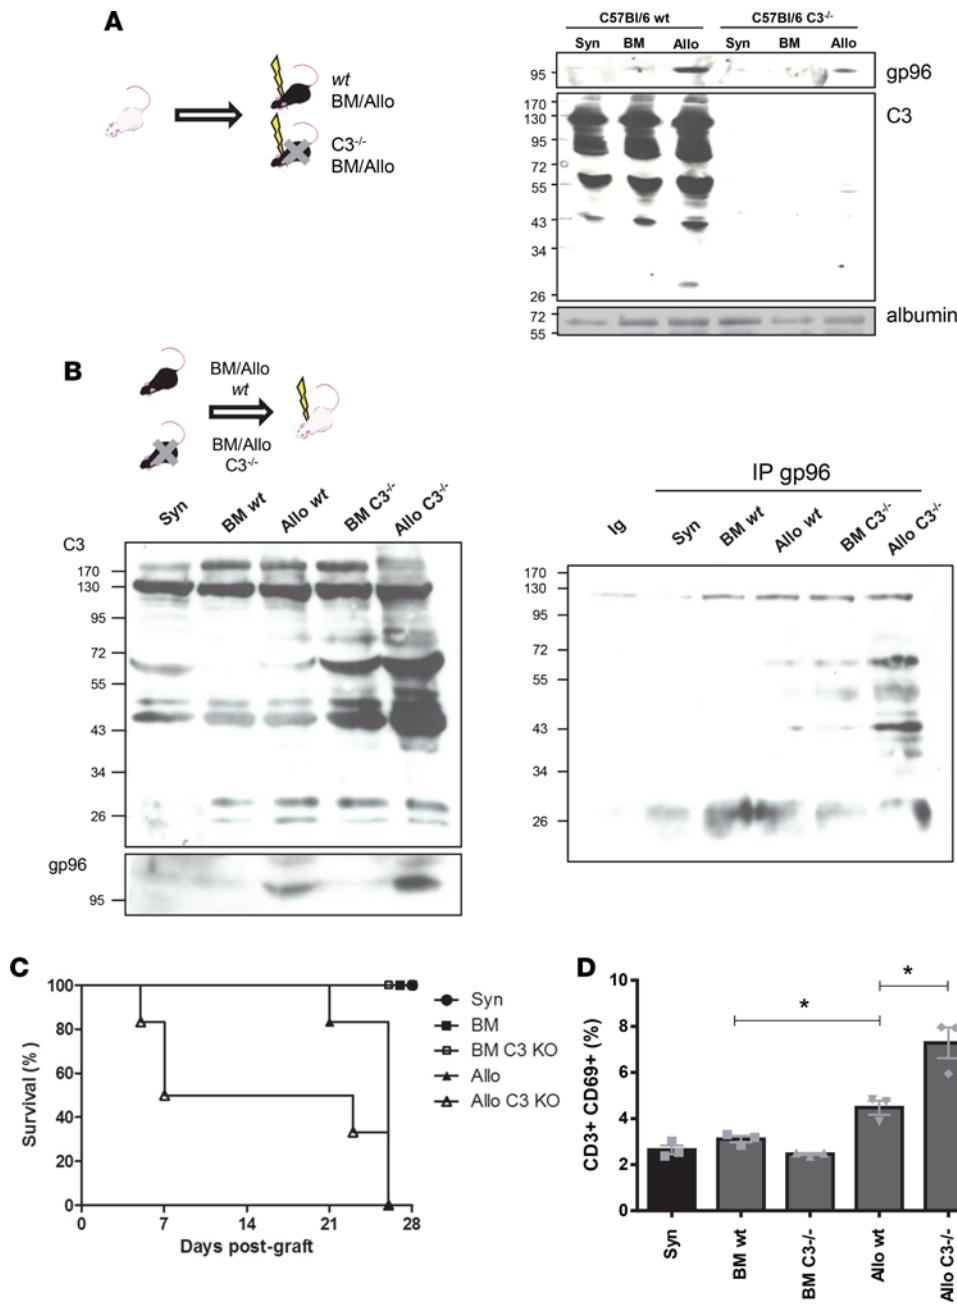 A
wt
BM/Allo
C3-/-
BM/Allo
C57Bl/6 wt
C57Bl/6 C3-/-
Syn BM Allo Syn BM Allo
95
gp96
170
130
95
72
55
43
34
26
C3
72
55
albumin
B
BM/Allo
wt
BM/Allo
C3-/-
Syn BM wt Allo wt BM C3-/- Allo C3-/-
C3
170
130
95
72
55
43
34
26
gp96
95
IP gp96
Ig Syn BM wt Allo wt BM C3-/- Allo C3-/-
170
130
95
72
55
43
34
26
C
100
80
60
40
20
0
Survival (%)
0 7 14 21 28
Days post-graft
Syn
BM
BM C3 KO
Allo
Allo C3 KO
D
10
8
6
4
2
0
CD3+ CD69+ (%)
*
*
Syn
BM wt
BM C3-/-
Allo wt
Allo C3-/-